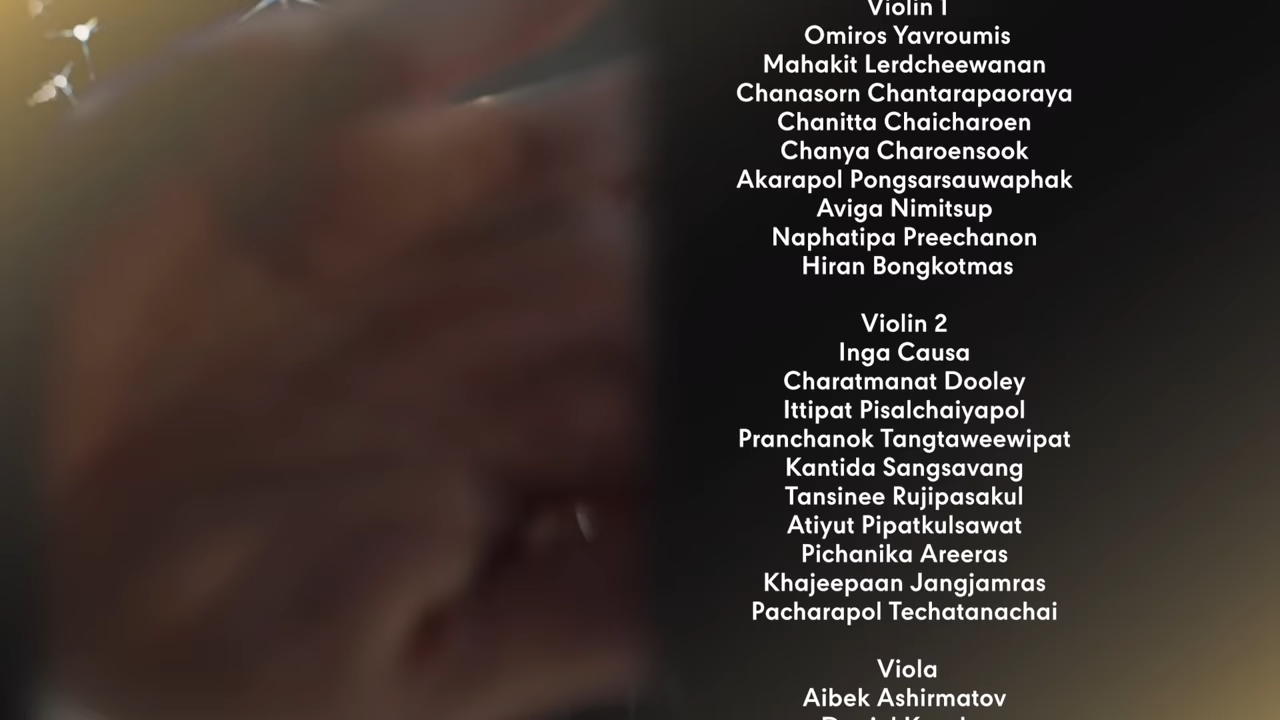 Violin 1
Omiros Yavroumis
Mahakit Lerdcheewanan
Chanasorn Chantarapaoraya
Chanitta Chaicharoen
Chanya Charoensook
Akarapol Pongsarsauwaphak
Aviga Nimitsup
Naphatipa Preechanon
Hiran Bongkotmas
Violin 2
Inga Causa
Charatmanat Dooley
Ittipat Pisalchaiyapol
Pranchanok Tangtaweewipat
Kantida Sangsavang
Tansinee Rujipasakul
Atiyut Pipatkulsawat
Pichanika Areeras
Khajeepaan Jangjamras
Pacharapol Techatanachai
Viola
Aibek Ashirmatov